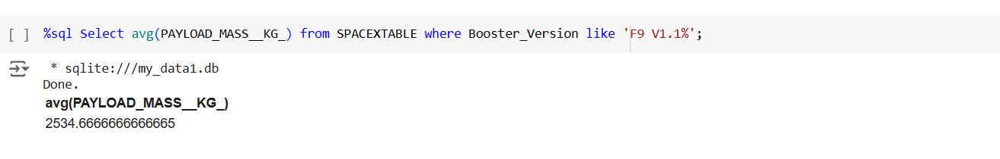 [ ] %sql Select avg(PAYLOAD_MASS__KG_) from SPACEXTABLE where Booster_Version like 'F9 V1.1%';
* sqlite:///my_data1.db
Done.
avg(PAYLOAD_MASS__KG_)
2534.6666666666665